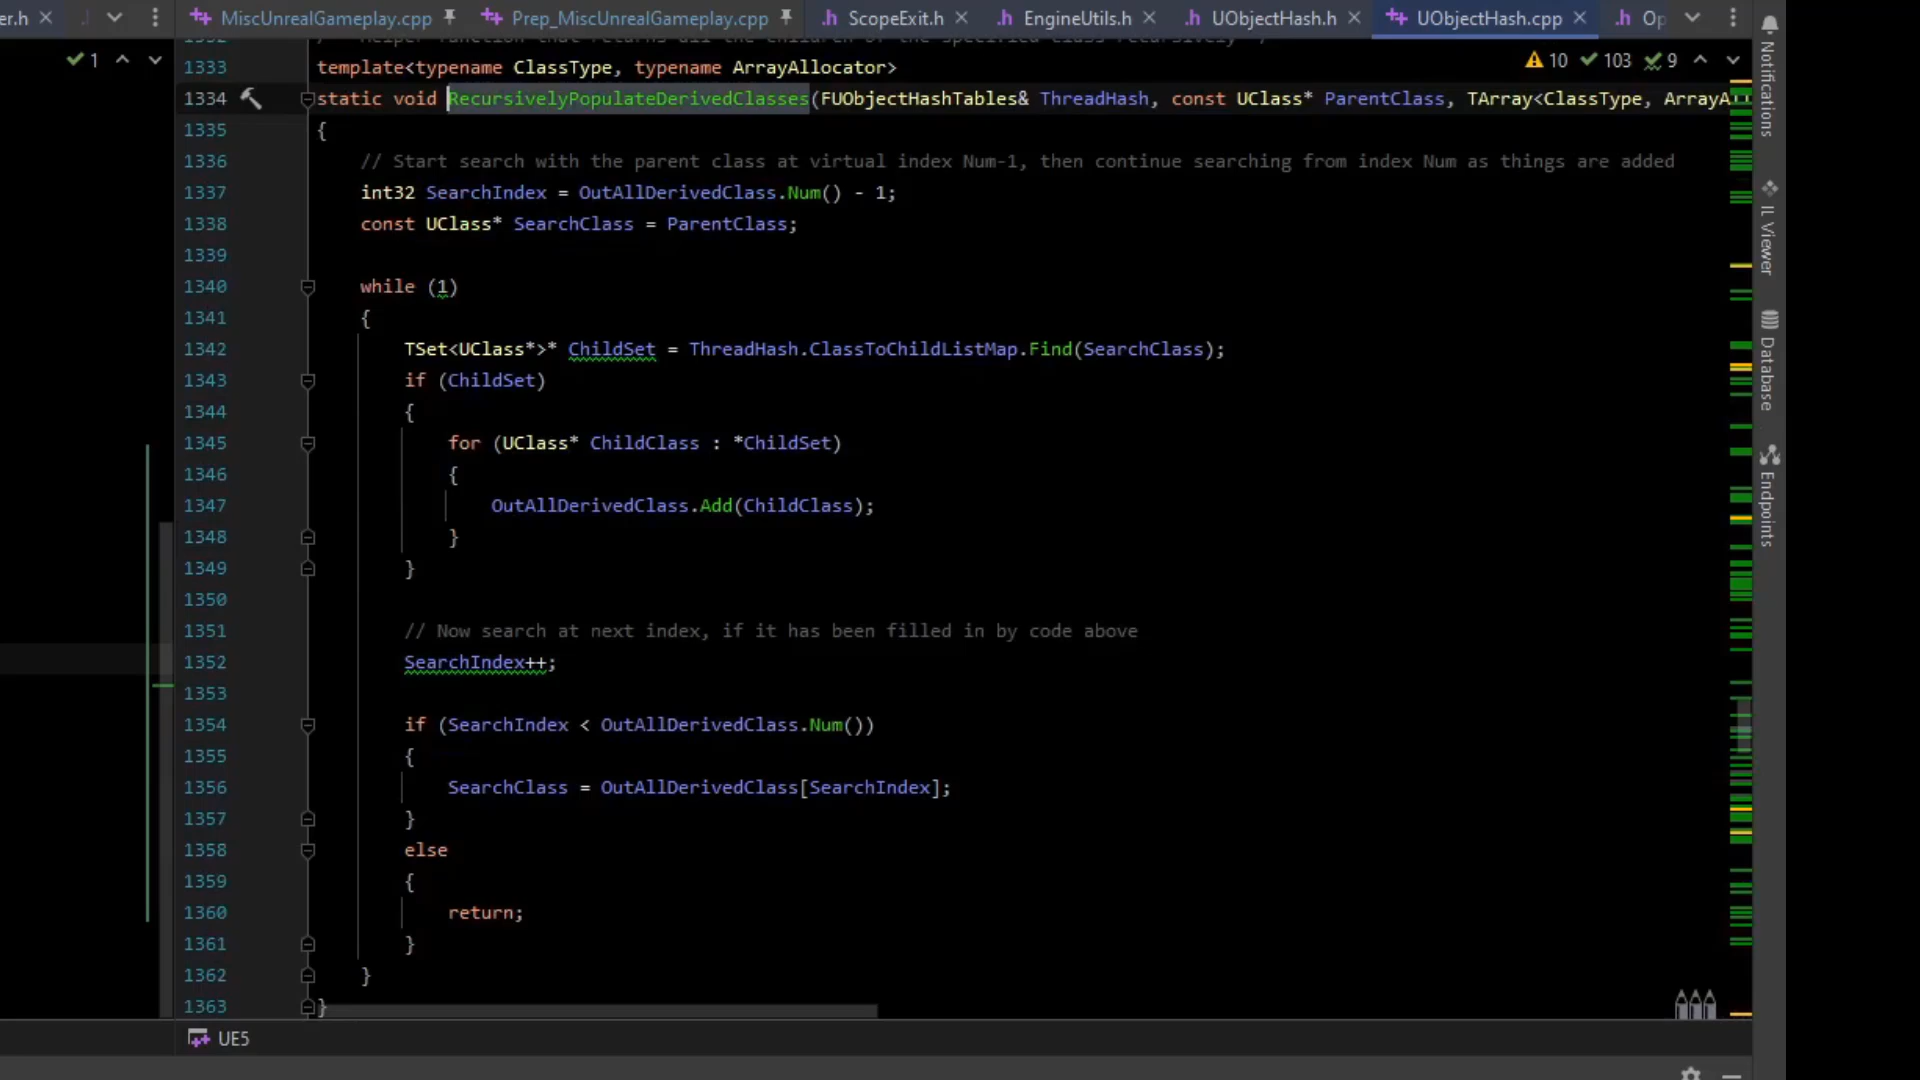 er.h
MiscUnrealGameplay.cpp
Prep_MiscUnrealGameplay.cpp
ScopeExit.h
EngineUtils.h
UObjectHash.h
UObjectHash.cpp
Op
1
10 103 9
1333 template<typename ClassType, typename ArrayAllocator>
1334 static void RecursivelyPopulateDerivedClasses(FUObjectHashTables& ThreadHash, const UClass* ParentClass, TArray<ClassType, ArrayAl
1335 {
1336 // Start search with the parent class at virtual index Num-1, then continue searching from index Num as things are added
1337 int32 SearchIndex = OutAllDerivedClass.Num() - 1;
1338 const UClass* SearchClass = ParentClass;
1339
1340 while (1)
1341 {
1342 TSet<UClass*>* ChildSet = ThreadHash.ClassToChildListMap.Find(SearchClass);
1343 if (ChildSet)
1344 {
1345 for (UClass* ChildClass : *ChildSet)
1346 {
1347 OutAllDerivedClass.Add(ChildClass);
1348 }
1349 }
1350
1351 // Now search at next index, if it has been filled in by code above
1352 SearchIndex++;
1353
1354 if (SearchIndex < OutAllDerivedClass.Num())
1355 {
1356 SearchClass = OutAllDerivedClass[SearchIndex];
1357 }
1358 else
1359 {
1360 return;
1361 }
1362 }
1363 }
UE5
Notifications
IL Viewer
Database
Endpoints